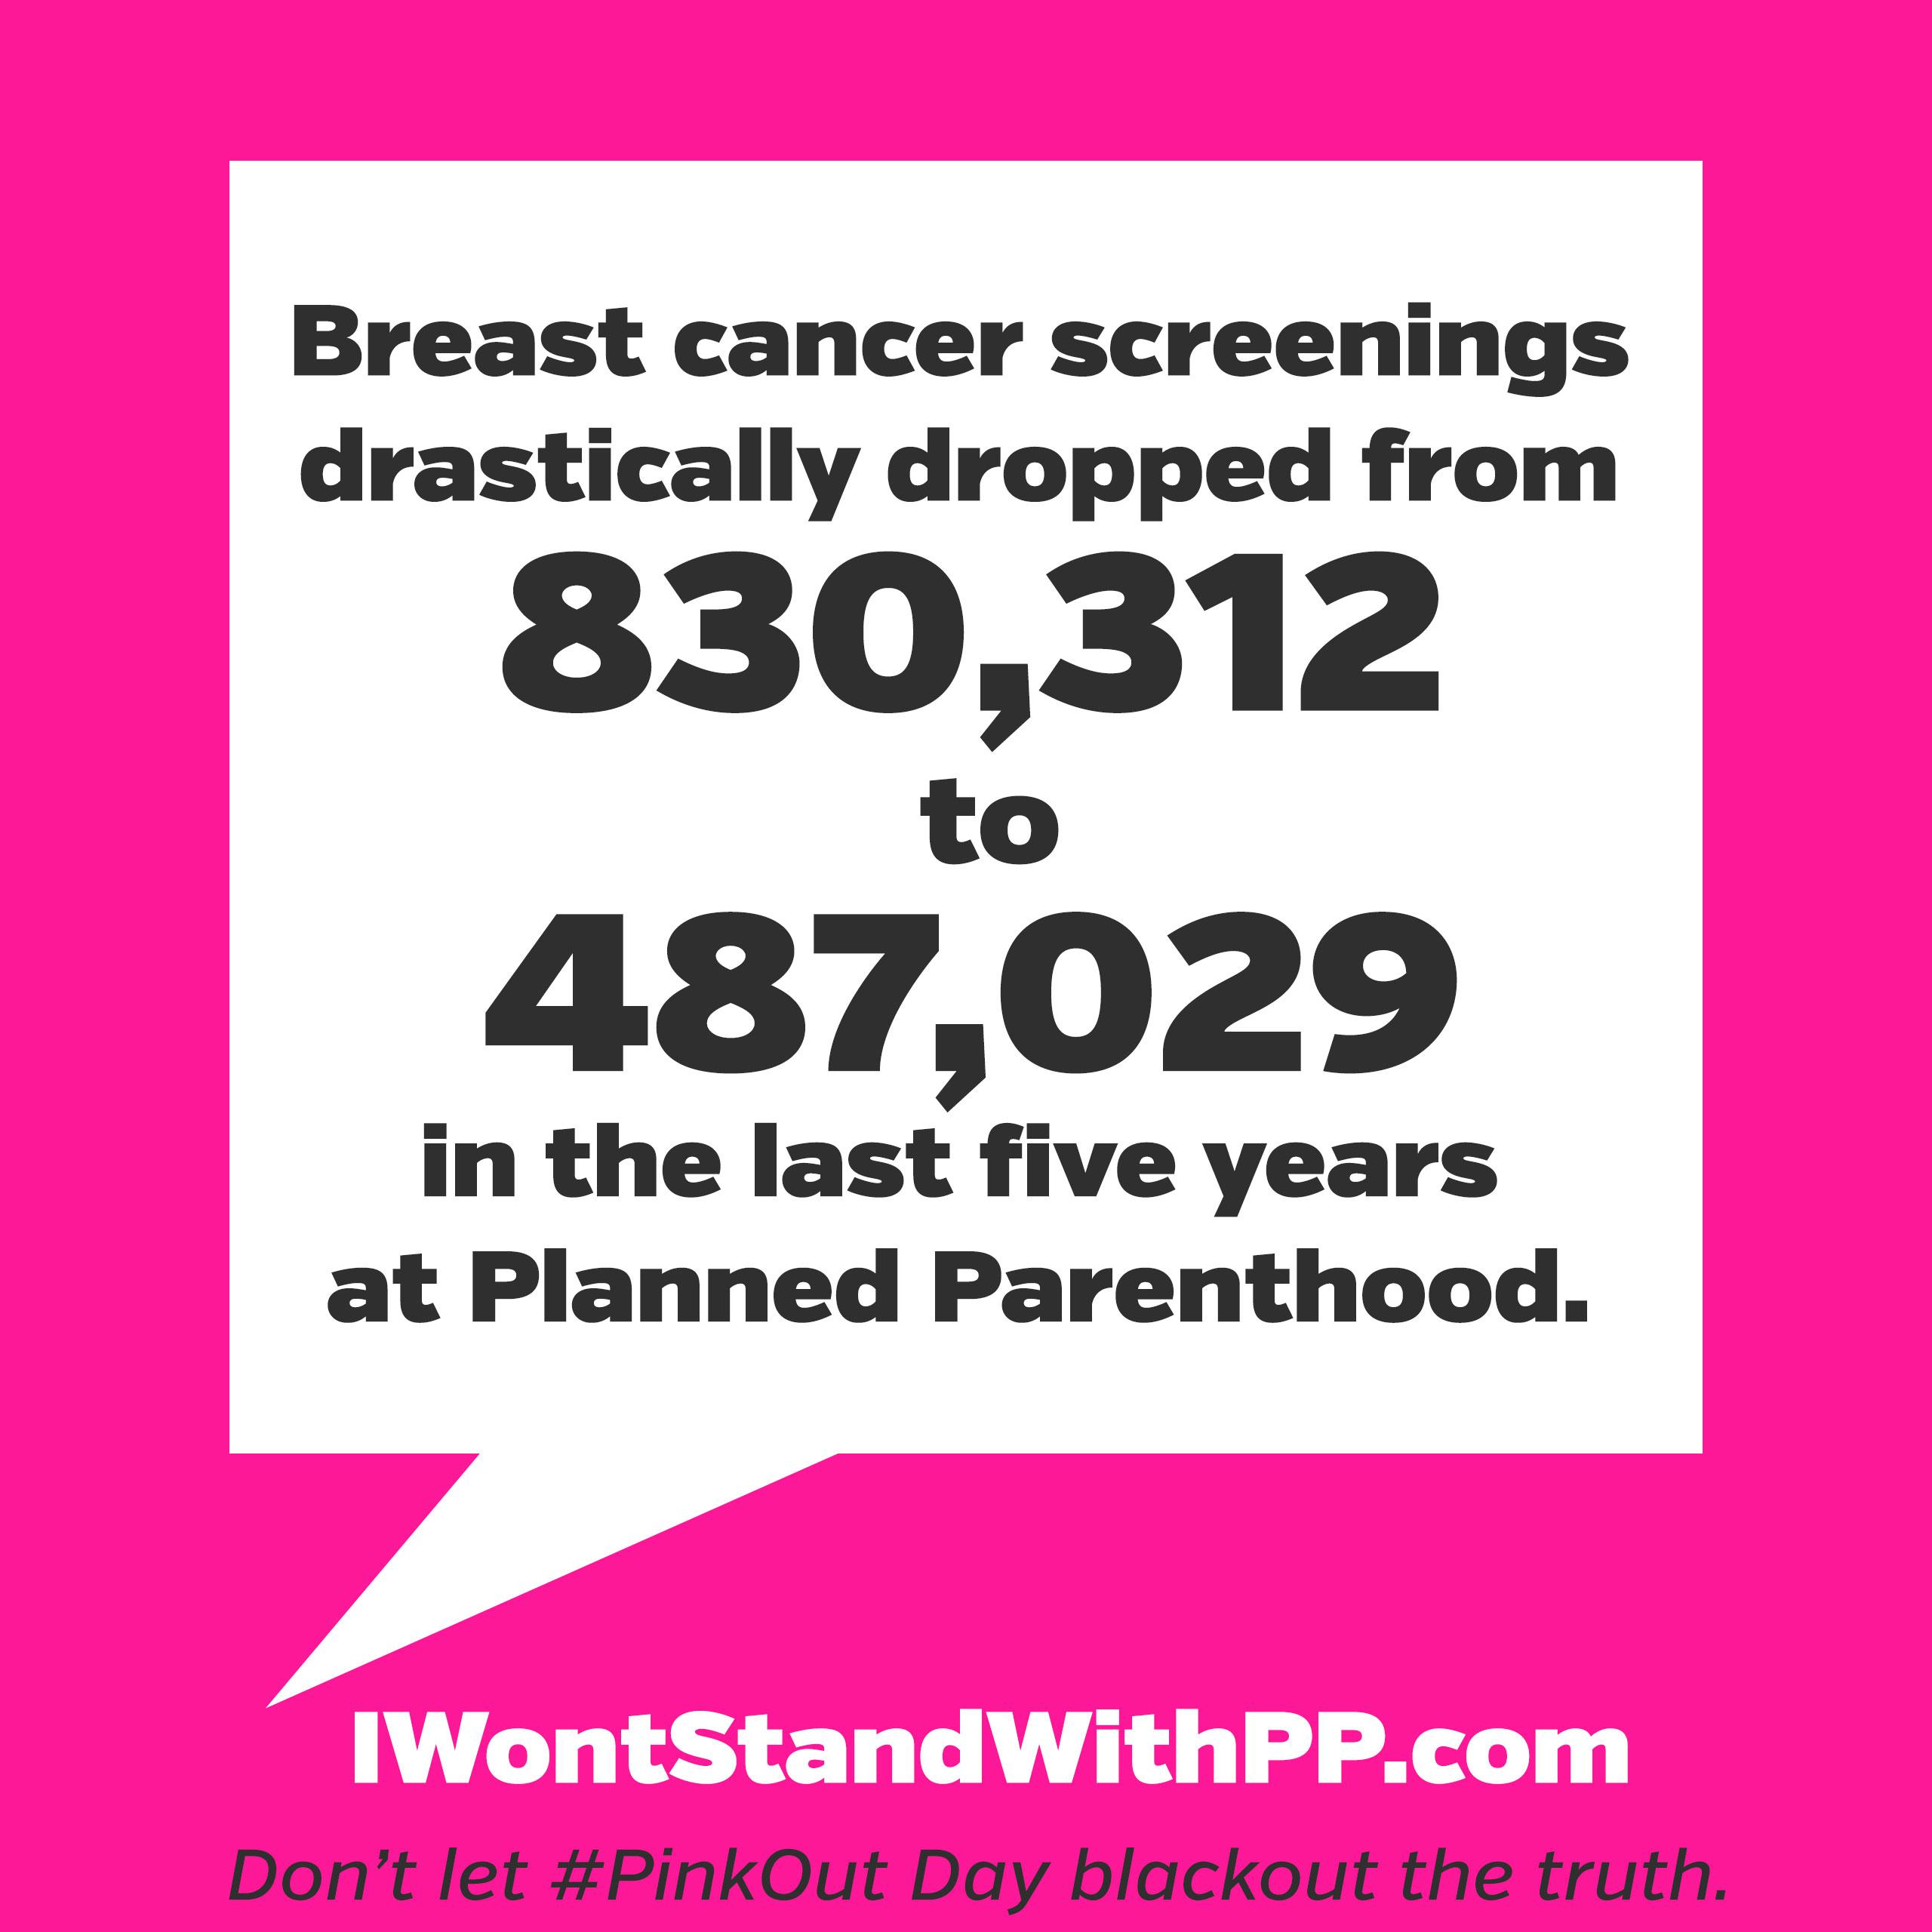 Breast cancer screenings
drastically dropped from
830,312
to
487,029
in the last five years
at Planned Parenthood.
IWontStandWithPP.com
Don't let #PinkOut Day blackout the truth.